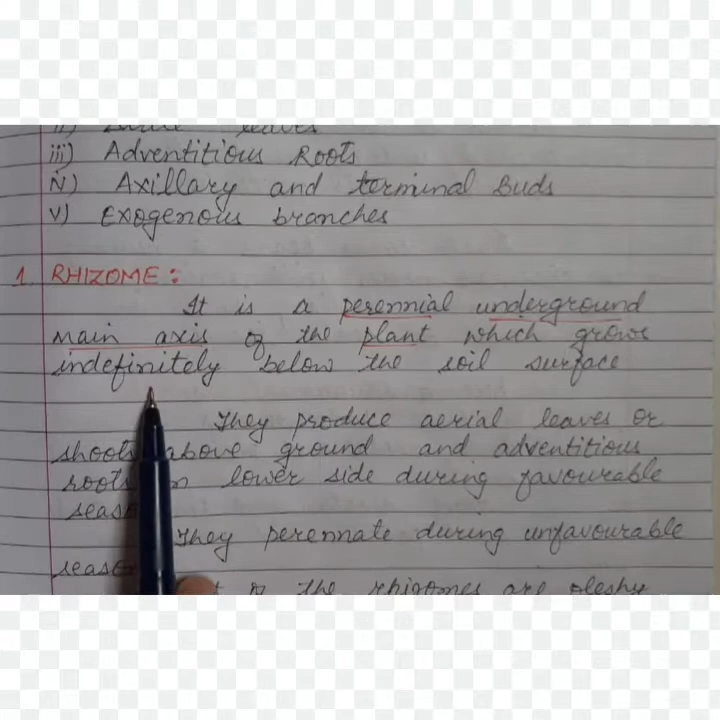 iii) Adventitious Roots
iv) Axillary and terminal Buds
v) Exogenous branches
1. RHIZOME :
It is a perennial underground
main axis of the plant which grows
indefinitely below the soil surface
They produce aerial leaves or
shoots above ground and adventitious
roots on lower side during favourable
They perennate during unfavourable
the rhizomes are fleshy